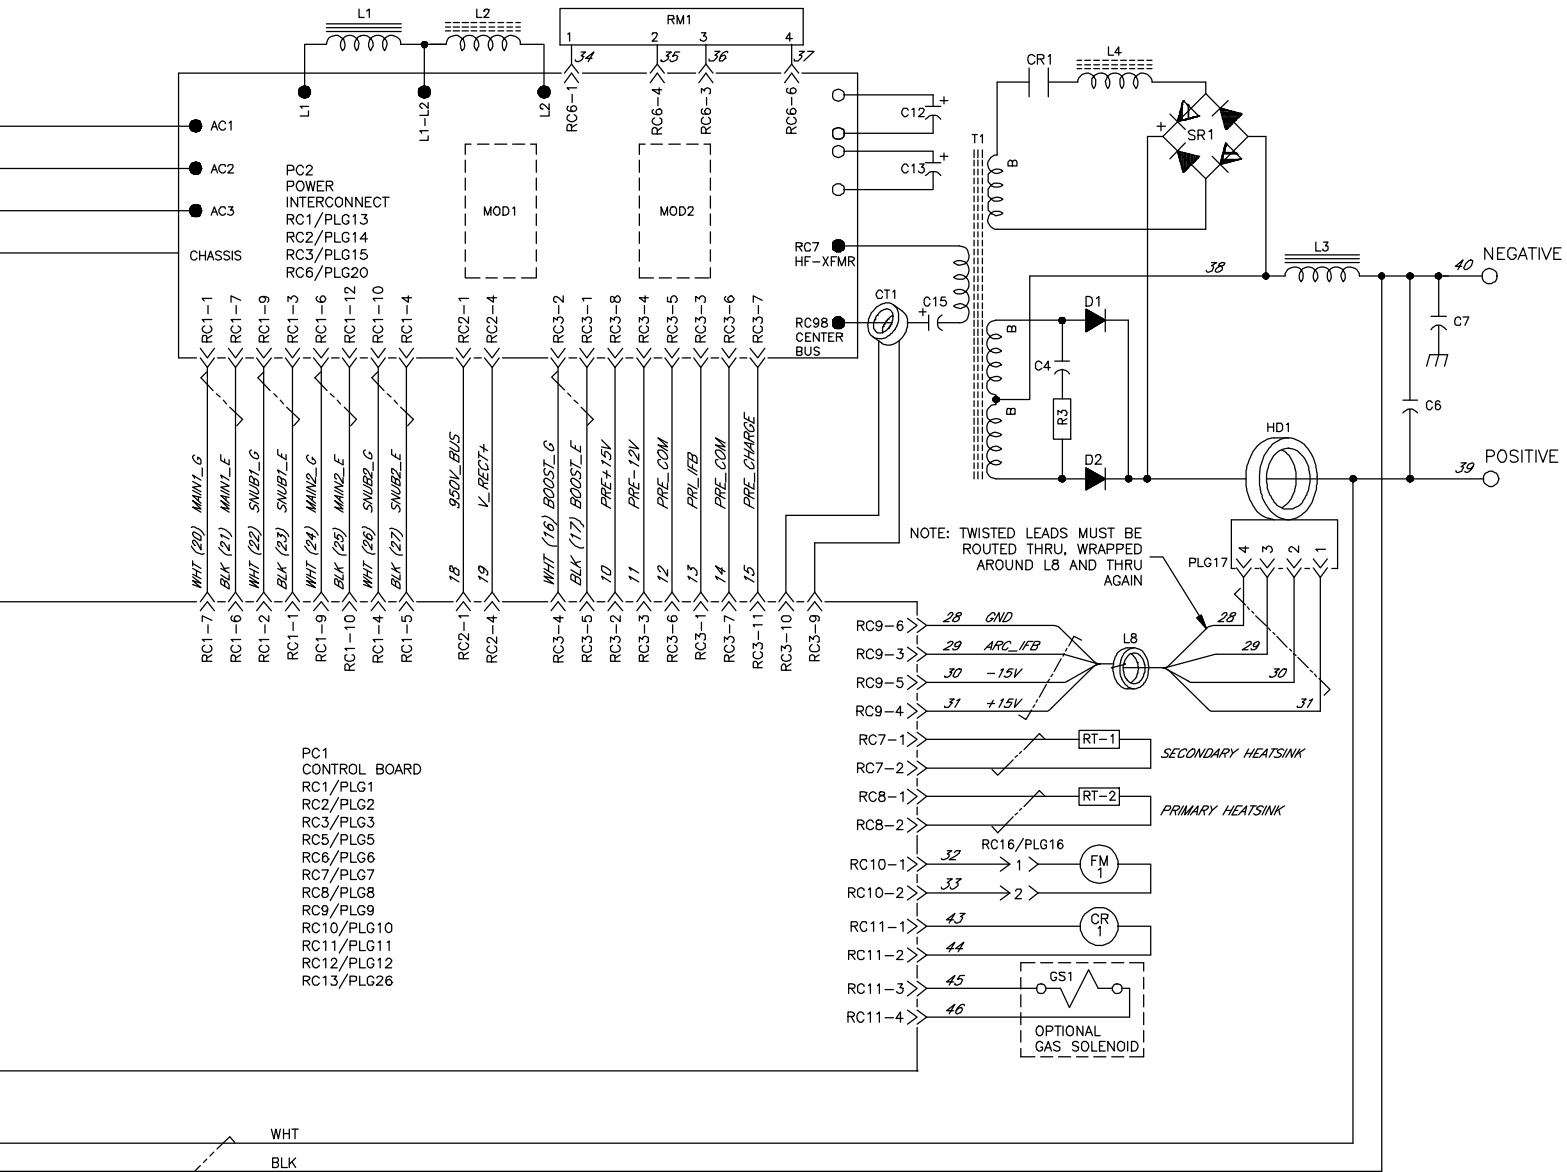 L1
L2
RM1
1
2
3
4
34
35
36
37
L1
L1-L2
L2
RC6-1
RC6-4
RC6-3
RC6-6
AC1
AC2
AC3
CHASSIS
PC2
POWER
INTERCONNECT
RC1/PLG13
RC2/PLG14
RC3/PLG15
RC6/PLG20
MOD1
MOD2
C12
+
C13
+
RC7
HF-XFMR
RC98
CENTER
BUS
CT1
+
C15
T1
B
B
B
CR1
L4
SR1
+
38
L3
40
NEGATIVE
C7
C6
D1
C4
R3
D2
HD1
39
POSITIVE
RC1-1
RC1-7
RC1-9
RC1-3
RC1-6
RC1-12
RC1-10
RC1-4
RC2-1
RC2-4
RC3-2
RC3-1
RC3-8
RC3-4
RC3-5
RC3-3
RC3-6
RC3-7
WHT (20) MAIN1_G
BLK (21) MAIN1_E
WHT (22) SNUB1_G
BLK (23) SNUB1_E
WHT (24) MAIN2_G
BLK (25) MAIN2_E
WHT (26) SNUB2_G
BLK (27) SNUB2_E
18 950V_BUS
19 V_RECT+
WHT (16) BOOST_G
BLK (17) BOOST_E
10 PRE+15V
11 PRE-12V
12 PRE_COM
13 PRI_IFB
14 PRE_COM
15 PRE_CHARGE
RC1-7
RC1-6
RC1-2
RC1-1
RC1-9
RC1-10
RC1-4
RC1-5
RC2-1
RC2-4
RC3-4
RC3-5
RC3-2
RC3-3
RC3-6
RC3-1
RC3-7
RC3-11
RC3-10
RC3-9
NOTE: TWISTED LEADS MUST BE
ROUTED THRU, WRAPPED
AROUND L8 AND THRU
AGAIN
PLG17
4
3
2
1
RC9-6
28
GND
RC9-3
29
ARC_IFB
RC9-5
30
-15V
RC9-4
31
+15V
L8
28
29
30
31
RC7-1
RT-1
SECONDARY HEATSINK
RC7-2
RC8-1
RT-2
PRIMARY HEATSINK
RC8-2
RC16/PLG16
RC10-1
32
1
FM
1
RC10-2
33
2
RC11-1
43
CR
1
RC11-2
44
RC11-3
45
GS1
RC11-4
46
OPTIONAL
GAS SOLENOID
PC1
CONTROL BOARD
RC1/PLG1
RC2/PLG2
RC3/PLG3
RC5/PLG5
RC6/PLG6
RC7/PLG7
RC8/PLG8
RC9/PLG9
RC10/PLG10
RC11/PLG11
RC12/PLG12
RC13/PLG26
WHT
BLK